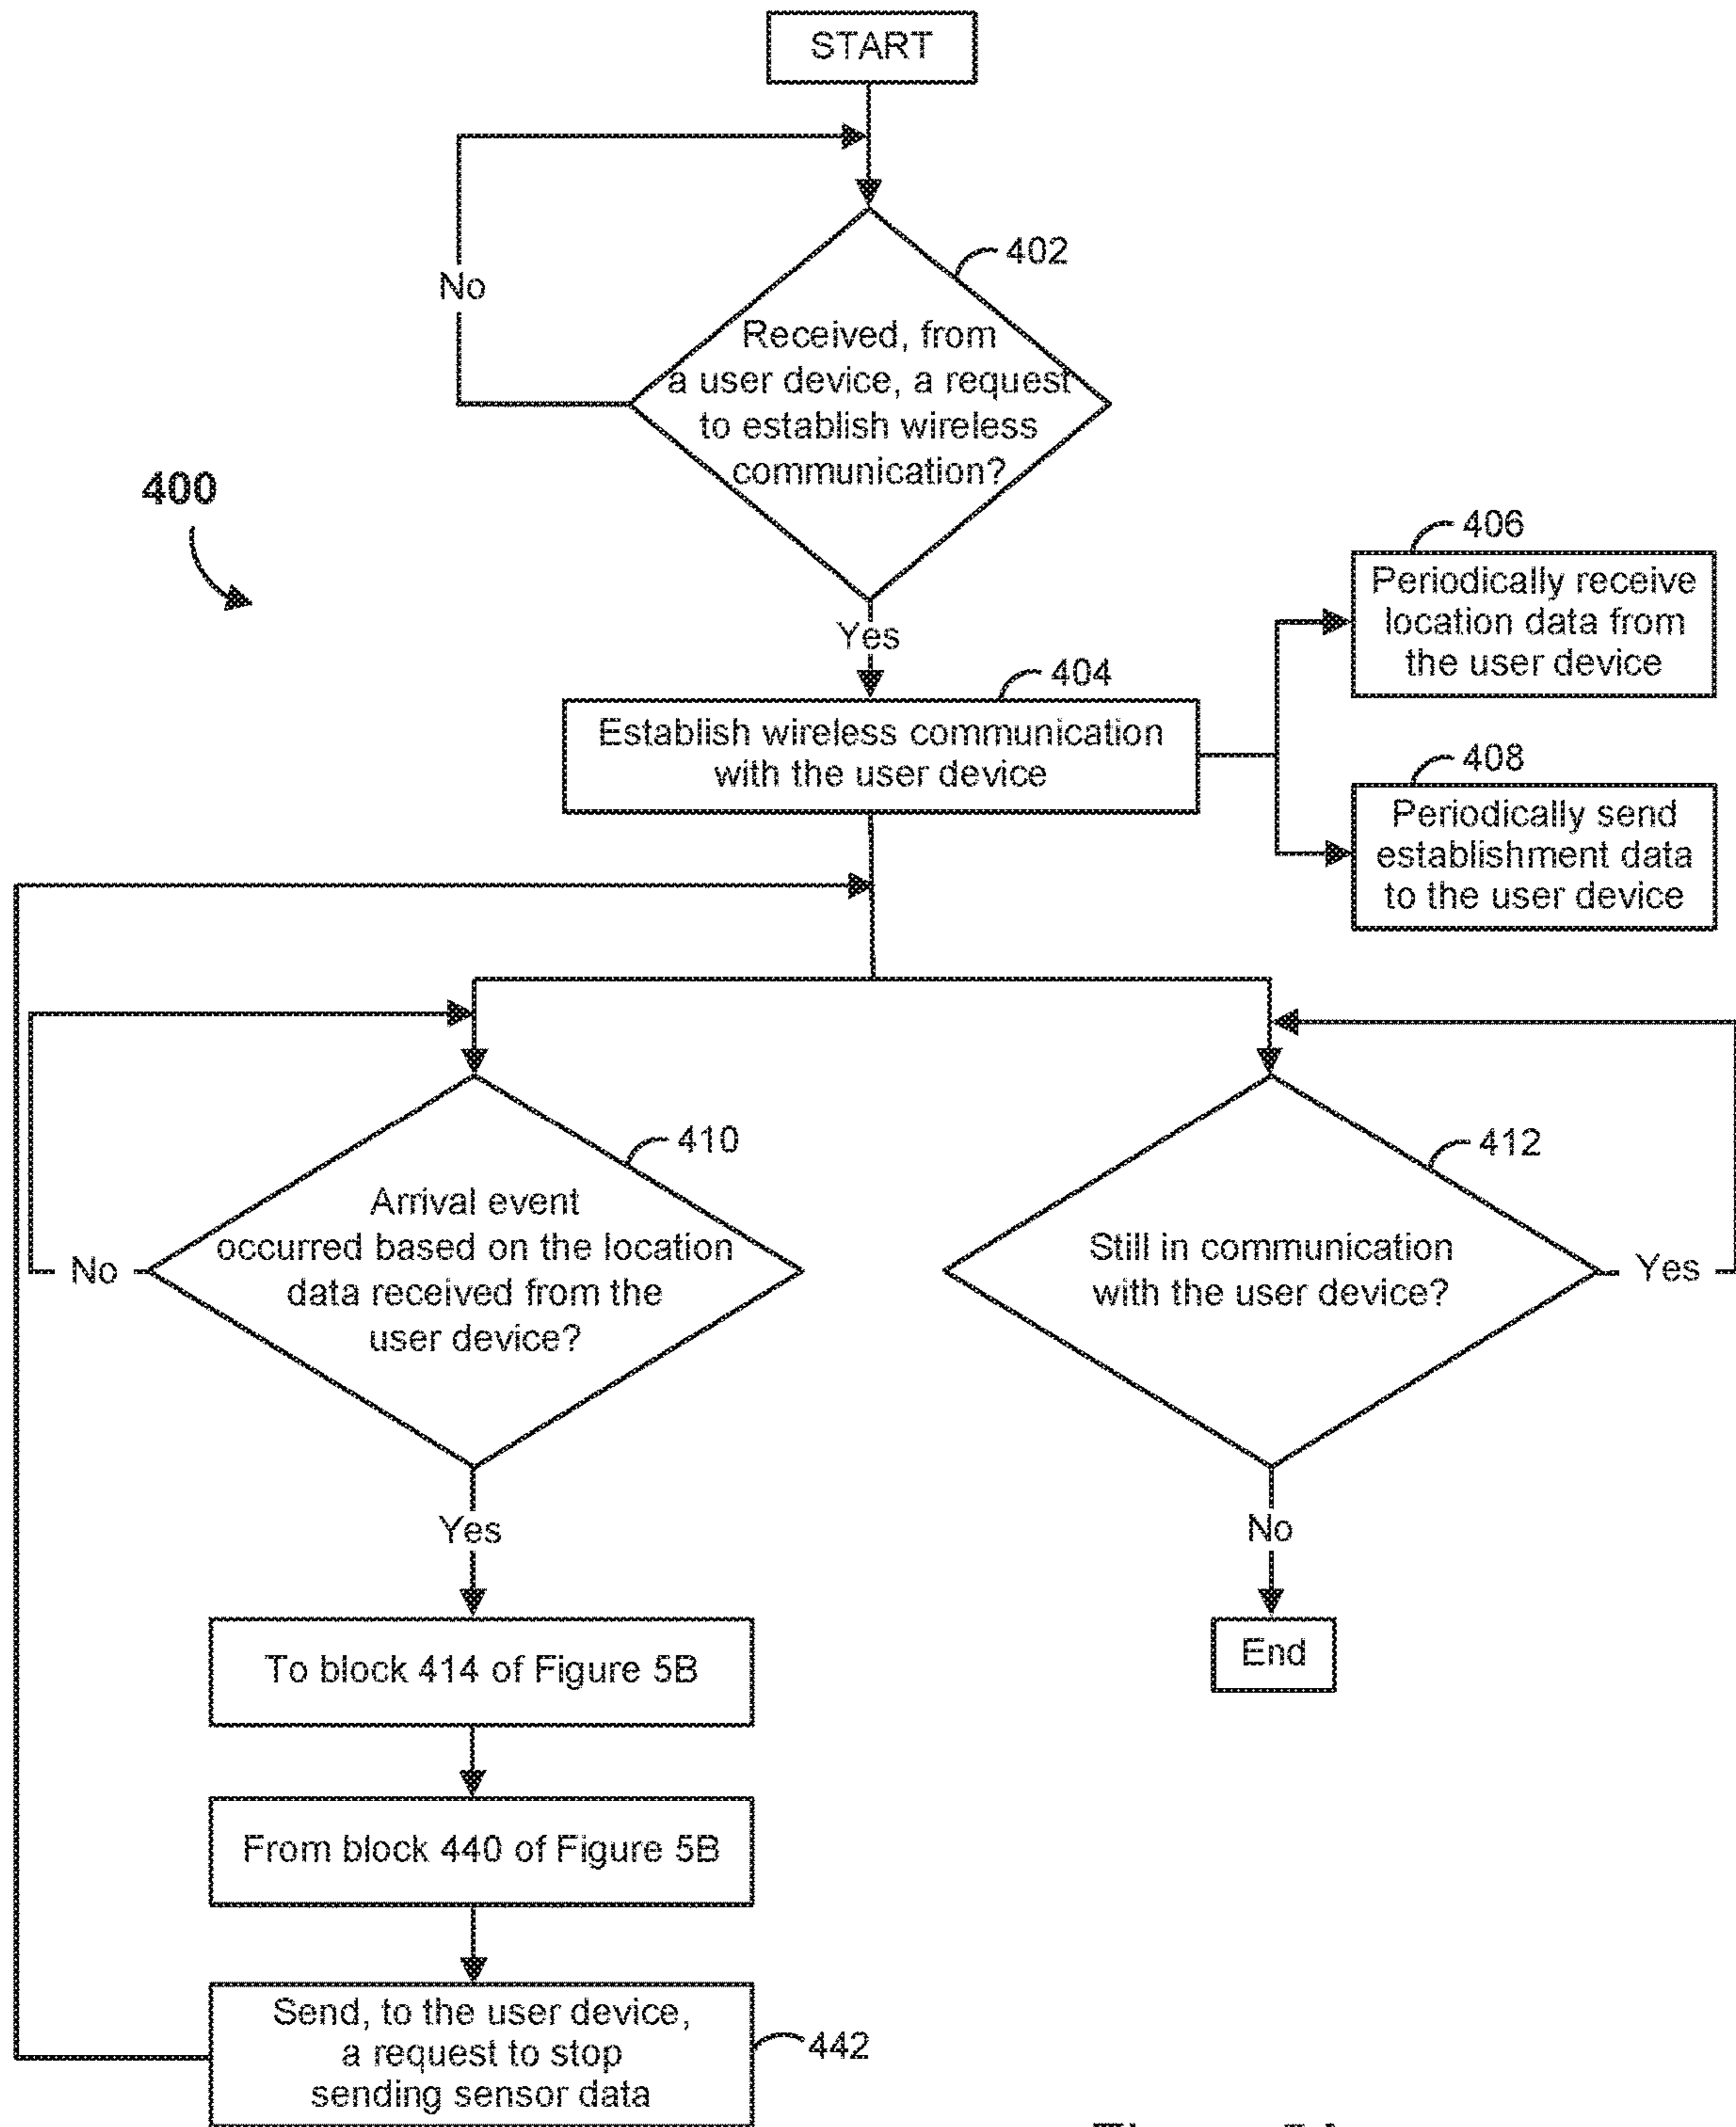 START
No
402
Received, from
a user device, a request
to establish wireless
communication?
400
Yes
406
Periodically receive
location data from
the user device
404
Establish wireless communication
with the user device
408
Periodically send
establishment data
to the user device
410
Arrival event
occurred based on the location
data received from the
user device?
No
412
Still in communication
with the user device?
Yes
Yes
No
To block 414 of Figure 5B
End
From block 440 of Figure 5B
Send, to the user device,
a request to stop
sending sensor data
442